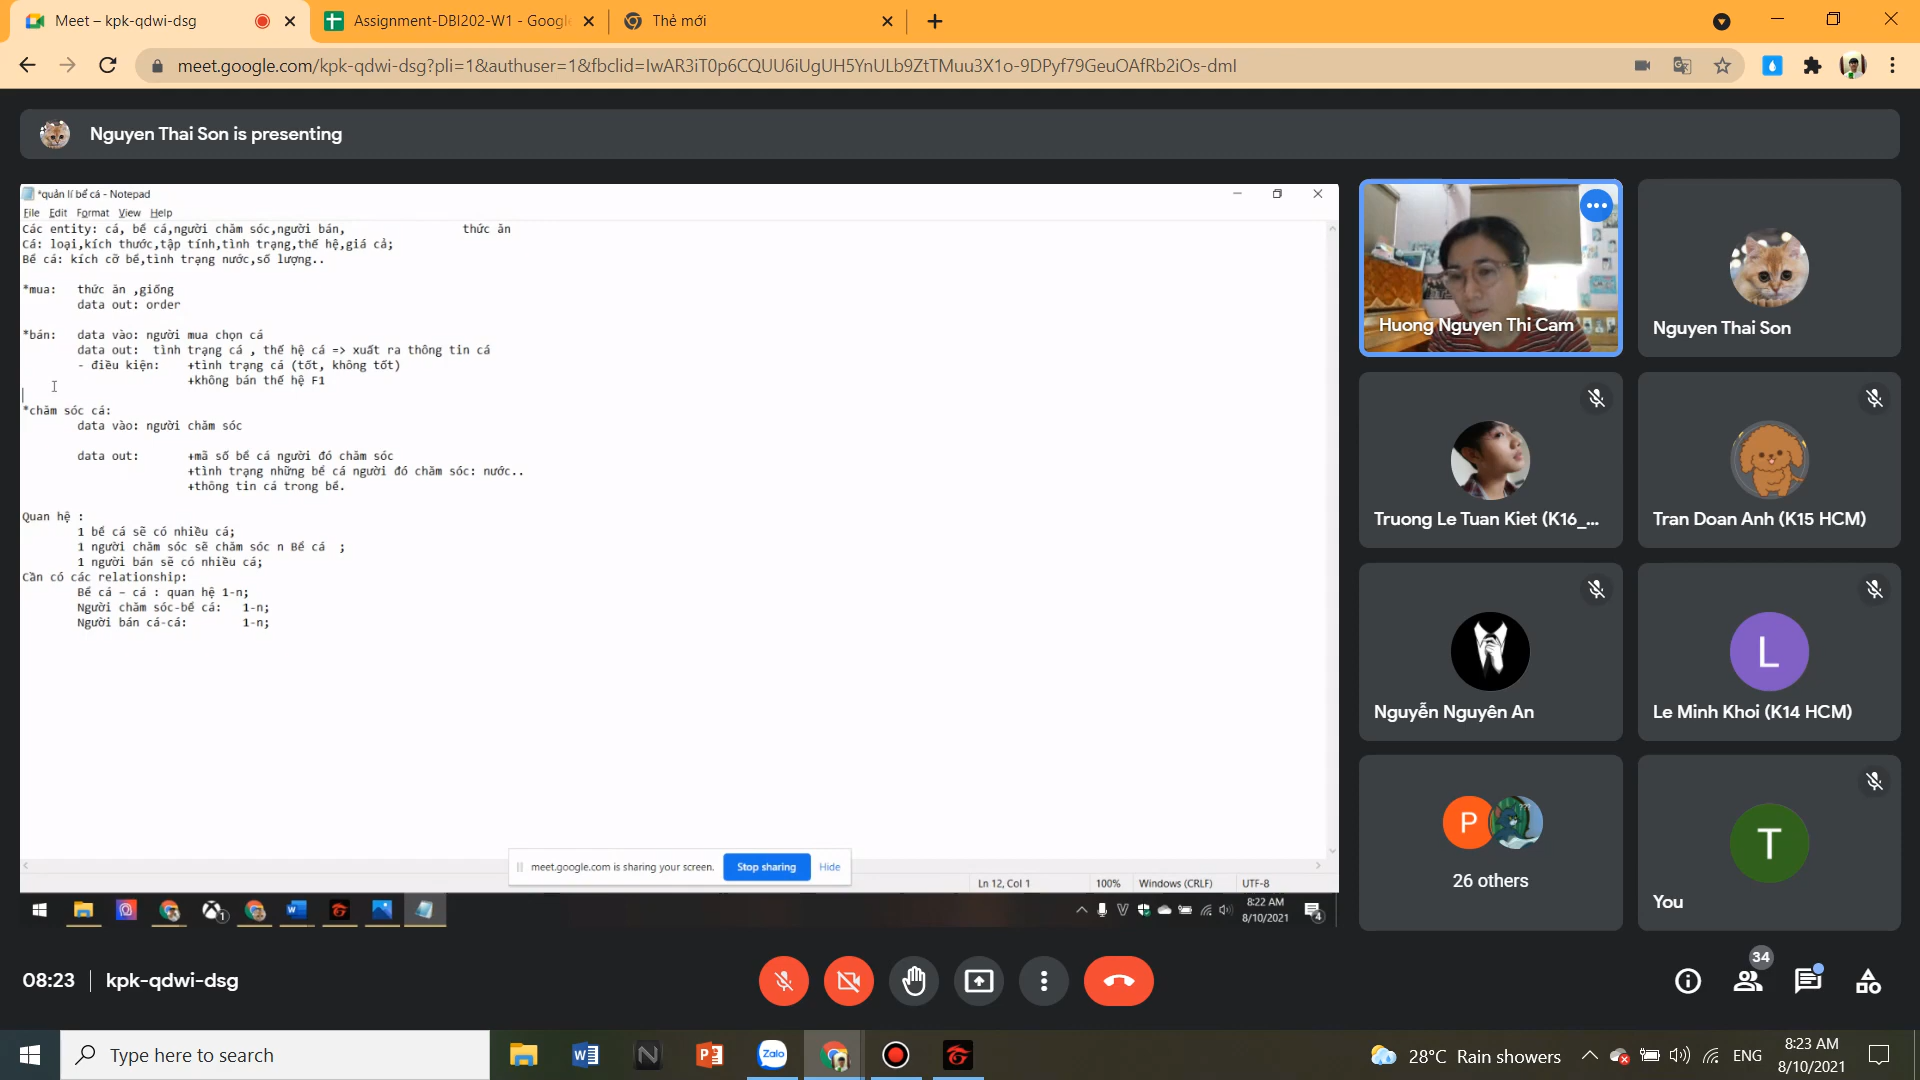 Meet – kpk-qdwi-dsg
Assignment-DBI202-W1 - Google
Thẻ mới
meet.google.com/kpk-qdwi-dsg?pli=1&authuser=1&fbclid=IwAR3iT0p6CQUU6iUgUH5YnULb9ZtTMuu3X1o-9DPyf79GeuOAfRb2iOs-dmI
Nguyen Thai Son is presenting
*quản lí bể cá - Notepad
File Edit Format View Help
Các entity: cá, bể cá,người chăm sóc,người bán, thức ăn
Cá: loại,kích thước,tập tính,tình trạng,thế hệ,giá cả;
Bể cá: kích cỡ bể,tình trạng nước,số lượng..
*mua: thức ăn ,giống
data out: order
*bán: data vào: người mua chọn cá
data out: tình trạng cá , thế hệ cá => xuất ra thông tin cá
- điều kiện: +tình trạng cá (tốt, không tốt)
+không bán thế hệ F1
*chăm sóc cá:
data vào: người chăm sóc
data out: +mã số bể cá người đó chăm sóc
+tình trạng những bể cá người đó chăm sóc: nước..
+thông tin cá trong bể.
Quan hệ :
1 bể cá sẽ có nhiều cá;
1 người chăm sóc sẽ chăm sóc n Bể cá ;
1 người bán sẽ có nhiều cá;
Cần có các relationship:
Bể cá – cá : quan hệ 1-n;
Người chăm sóc-bể cá: 1-n;
Người bán cá-cá: 1-n;
meet.google.com is sharing your screen. Stop sharing Hide
Ln 12, Col 1 100% Windows (CRLF) UTF-8
8:22 AM
8/10/2021
1
4
Huong Nguyen Thi Cam
Nguyen Thai Son
Truong Le Tuan Kiet (K16_...
Tran Doan Anh (K15 HCM)
Nguyễn Nguyên An
L
Le Minh Khoi (K14 HCM)
P
???
26 others
T
You
08:23 | kpk-qdwi-dsg
34
Type here to search
W
N
P
Zalo
28°C Rain showers
ENG
8:23 AM
8/10/2021